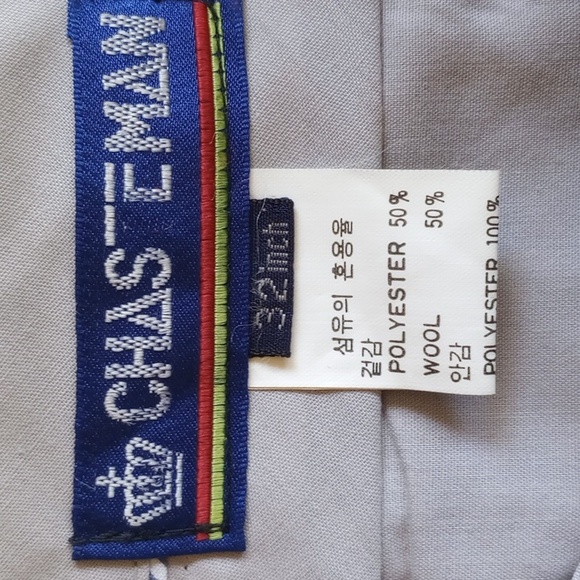 CHASTEMAN
32inch
섬유의 혼용율
겉감
POLYESTER 50%
WOOL 50%
안감
POLYESTER 100%